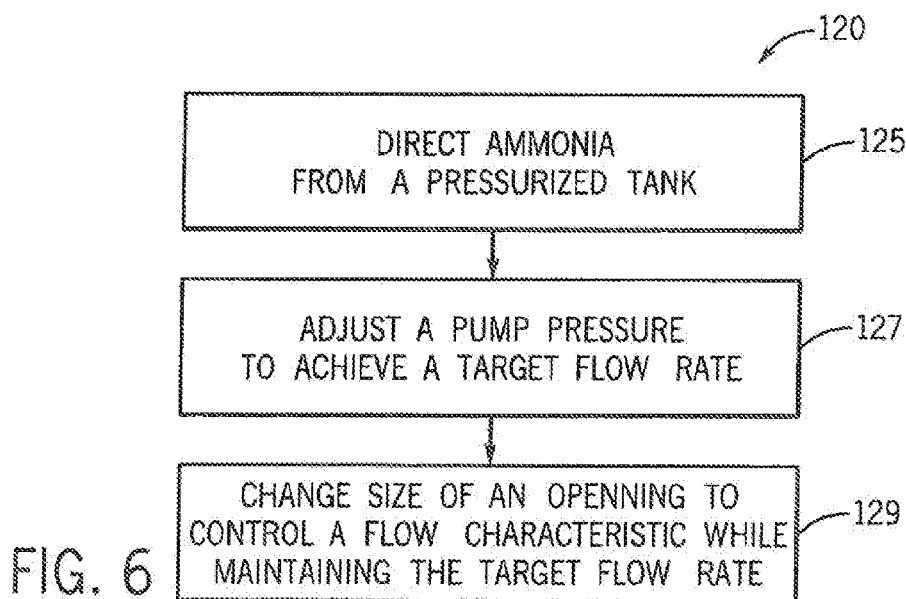 120
DIRECT AMMONIA
FROM A PRESSURIZED TANK
125
ADJUST A PUMP PRESSURE
TO ACHIEVE A TARGET FLOW RATE
127
CHANGE SIZE OF AN OPENNING TO
CONTROL A FLOW CHARACTERISTIC WHILE
MAINTAINING THE TARGET FLOW RATE
129
FIG. 6